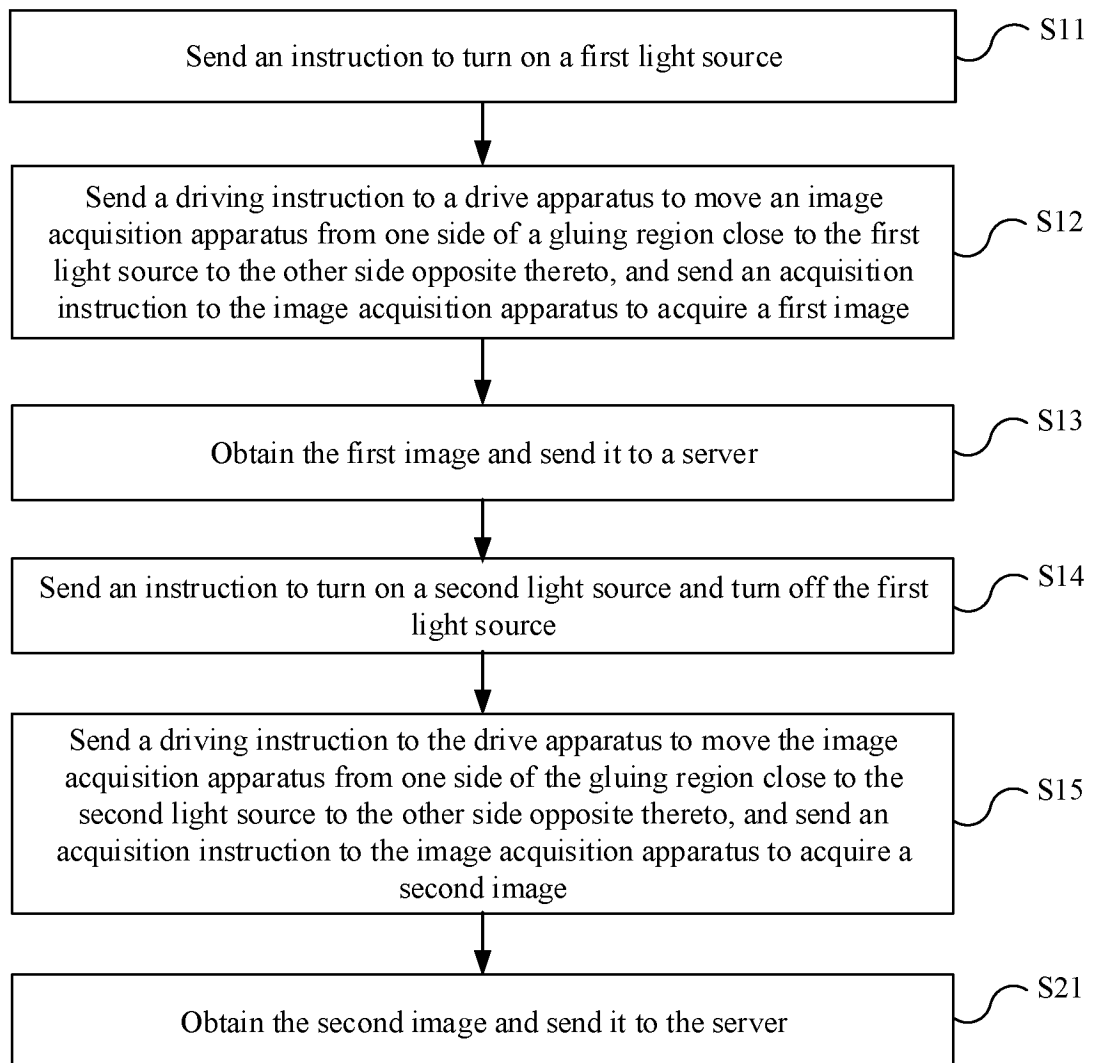 S11
Send an instruction to turn on a first light source
Send a driving instruction to a drive apparatus to move an image
acquisition apparatus from one side of a gluing region close to the first
light source to the other side opposite thereto, and send an acquisition
instruction to the image acquisition apparatus to acquire a first image
S12
Obtain the first image and send it to a server
S13
Send an instruction to turn on a second light source and turn off the first
light source
S14
Send a driving instruction to the drive apparatus to move the image
acquisition apparatus from one side of the gluing region close to the
second light source to the other side opposite thereto, and send an
acquisition instruction to the image acquisition apparatus to acquire a
second image
S15
Obtain the second image and send it to the server
S21